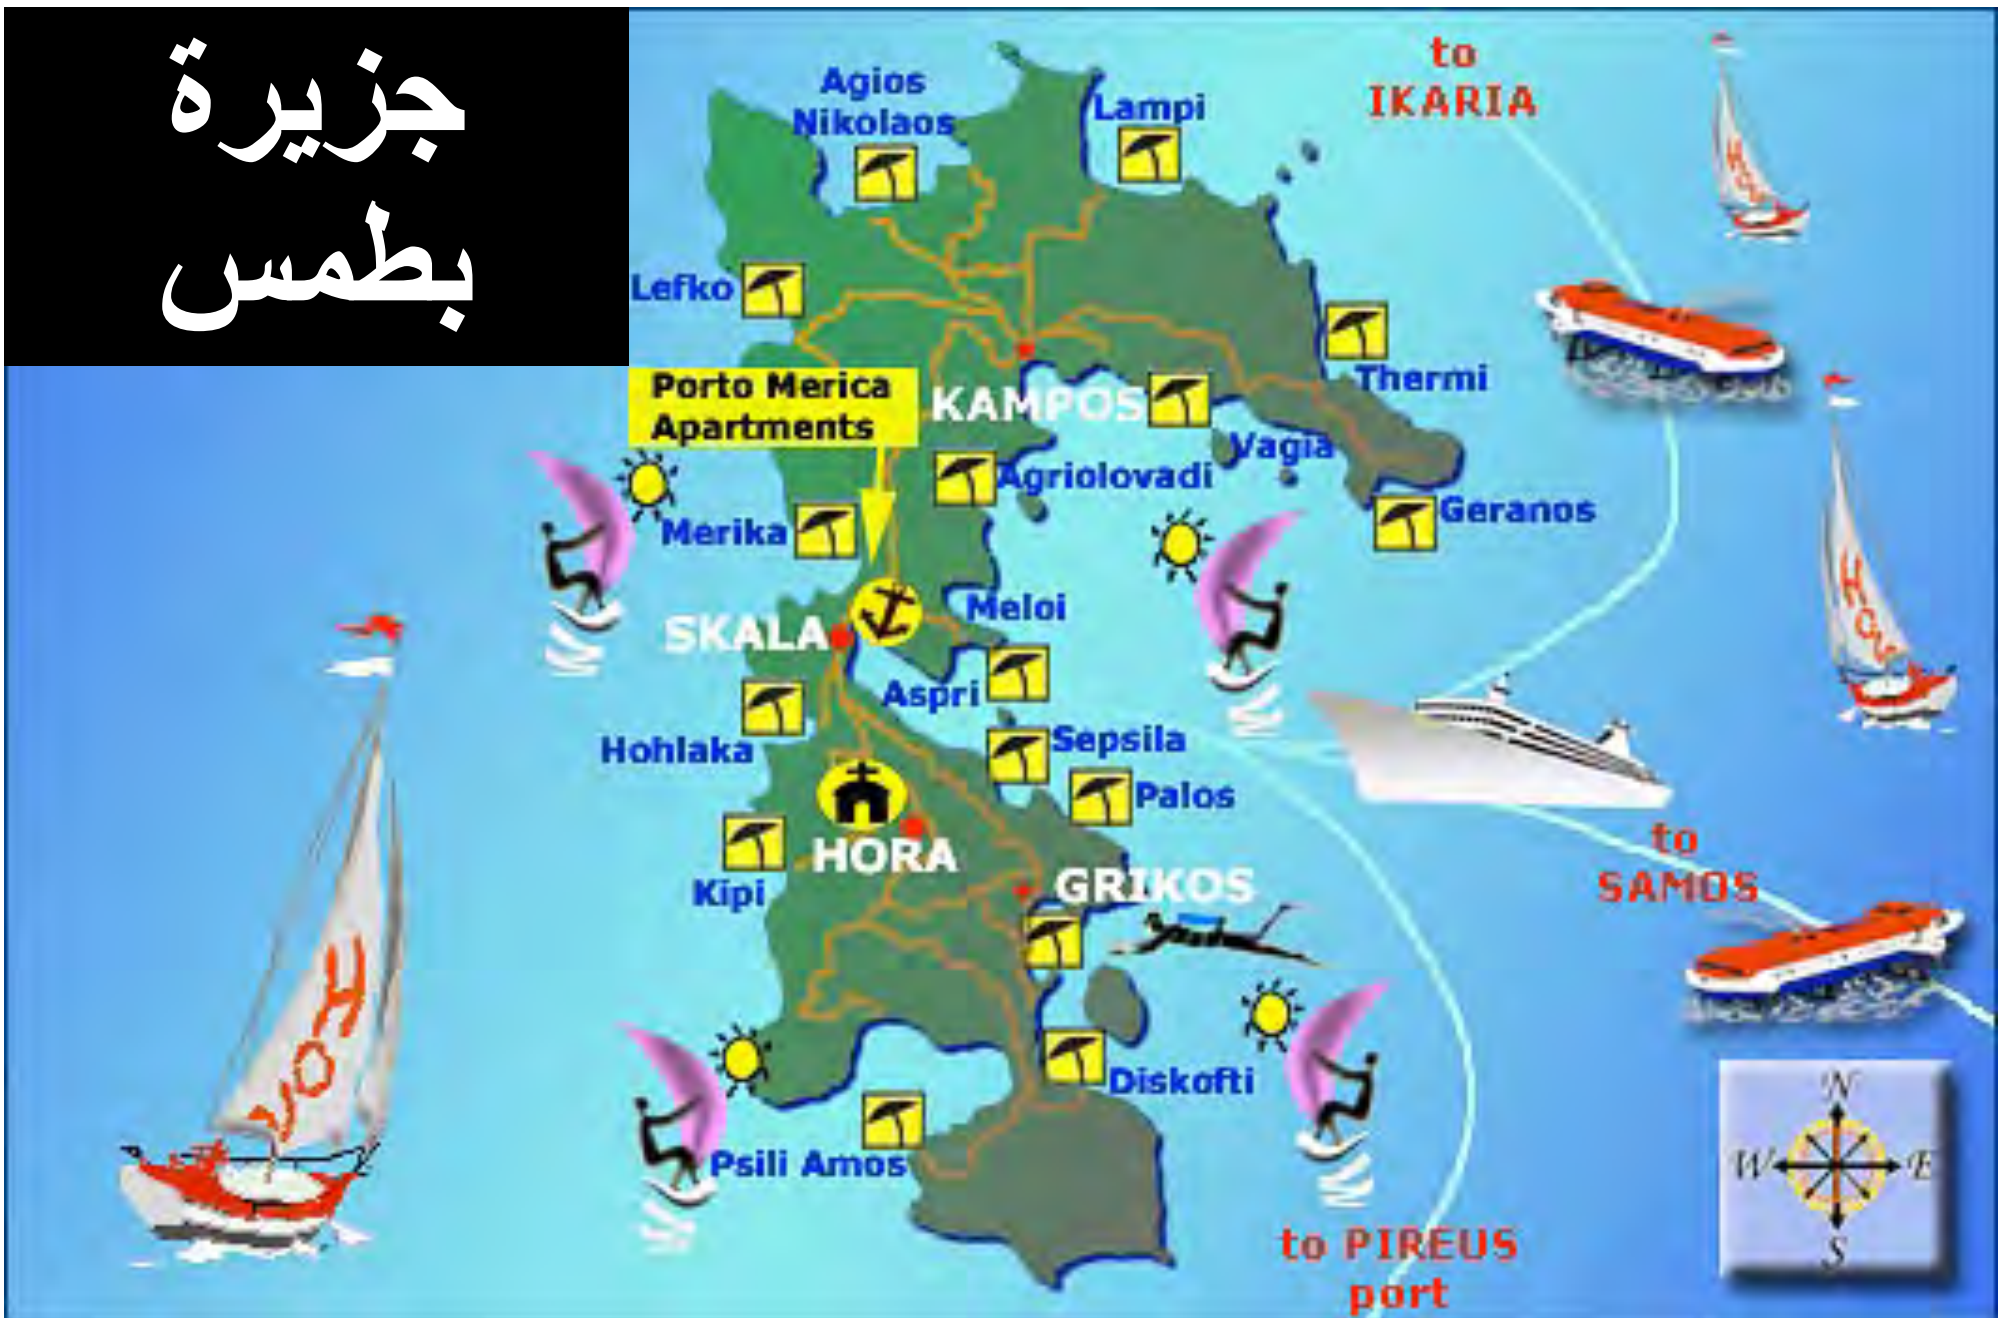 جزيرة
بطمس
to
IKARIA
Agios
Nikolaos
Lampi
Lefko
Thermi
Porto Merica
Apartments
KAMPOS
Vagia
Agriolovadi
Geranos
Merika
Meloi
SKALA
Aspri
Hohlaka
Sepsila
Palos
to
SAMOS
HORA
Kipi
GRIKOS
Diskofti
Psili Amos
to PIREUS
port
N
W E
S